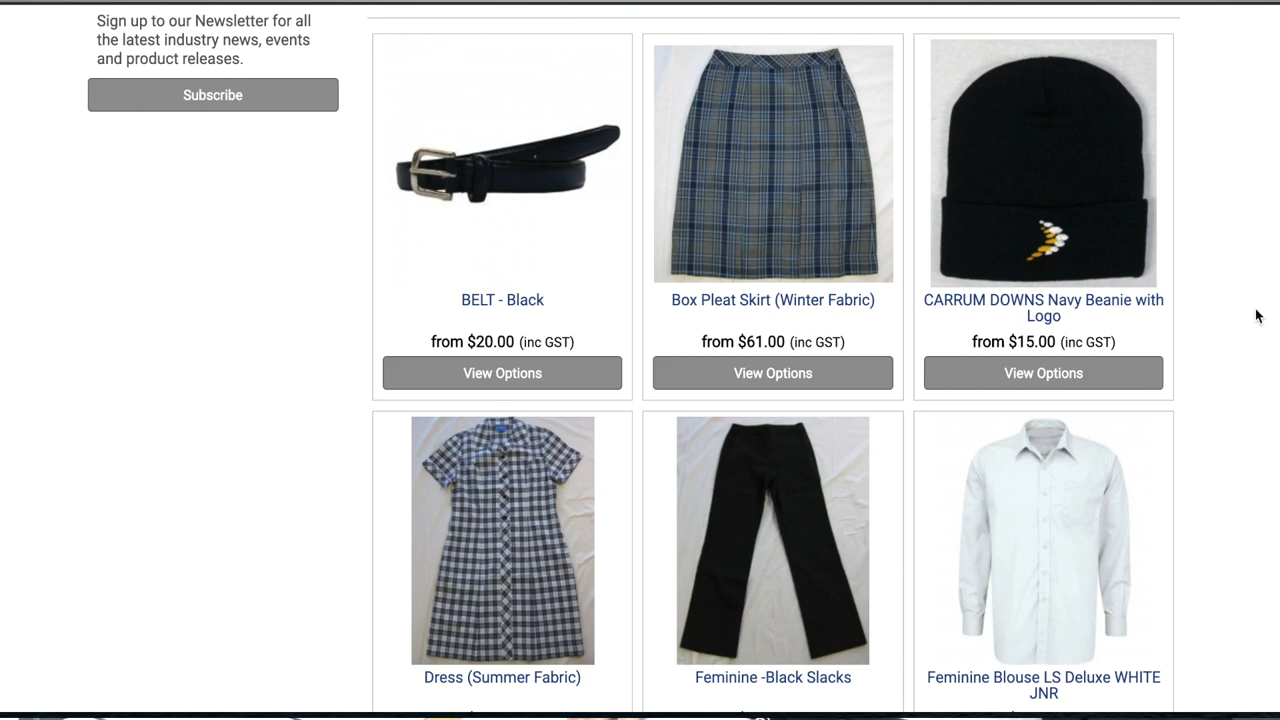 Sign up to our Newsletter for all
the latest industry news, events
and product releases.
Subscribe
BELT - Black
from $20.00 (inc GST)
View Options
Box Pleat Skirt (Winter Fabric)
from $61.00 (inc GST)
View Options
CARRUM DOWNS Navy Beanie with
Logo
from $15.00 (inc GST)
View Options
Dress (Summer Fabric)
Feminine -Black Slacks
Feminine Blouse LS Deluxe WHITE
JNR